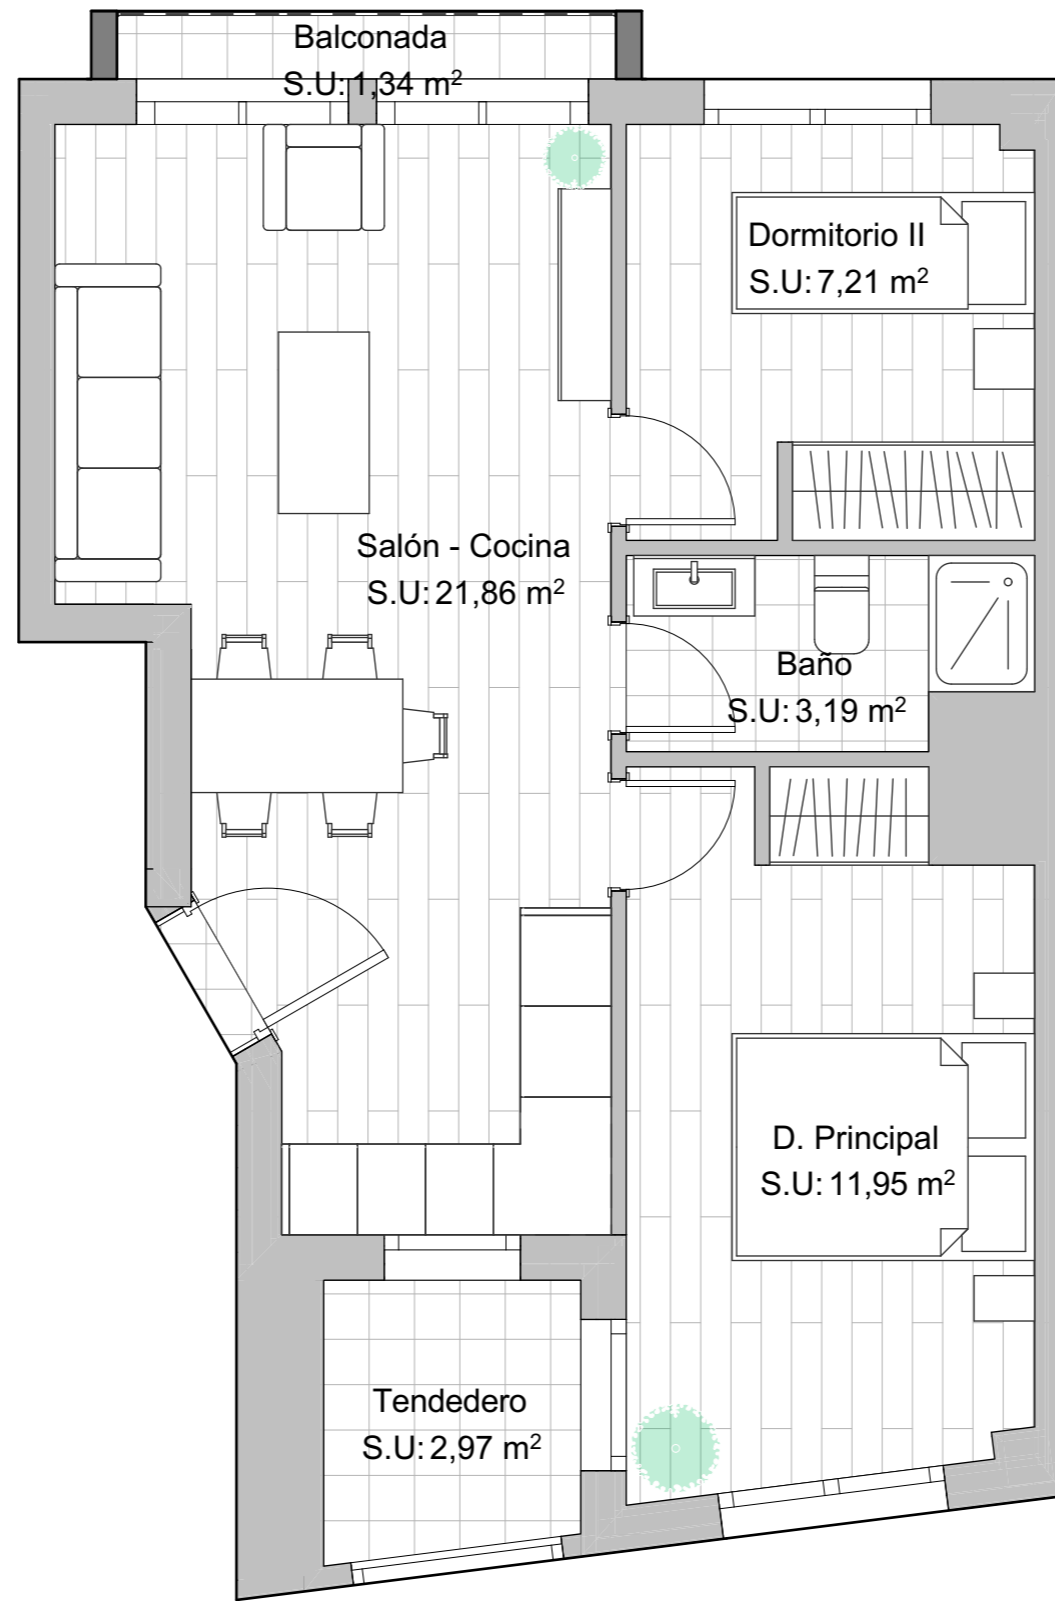 Balconada
S.U: 1,34 m²
Dormitorio II
S.U: 7,21 m²
Salón - Cocina
S.U: 21,86 m²
Baño
S.U: 3,19 m²
D. Principal
S.U: 11,95 m²
Tendedero
S.U: 2,97 m²